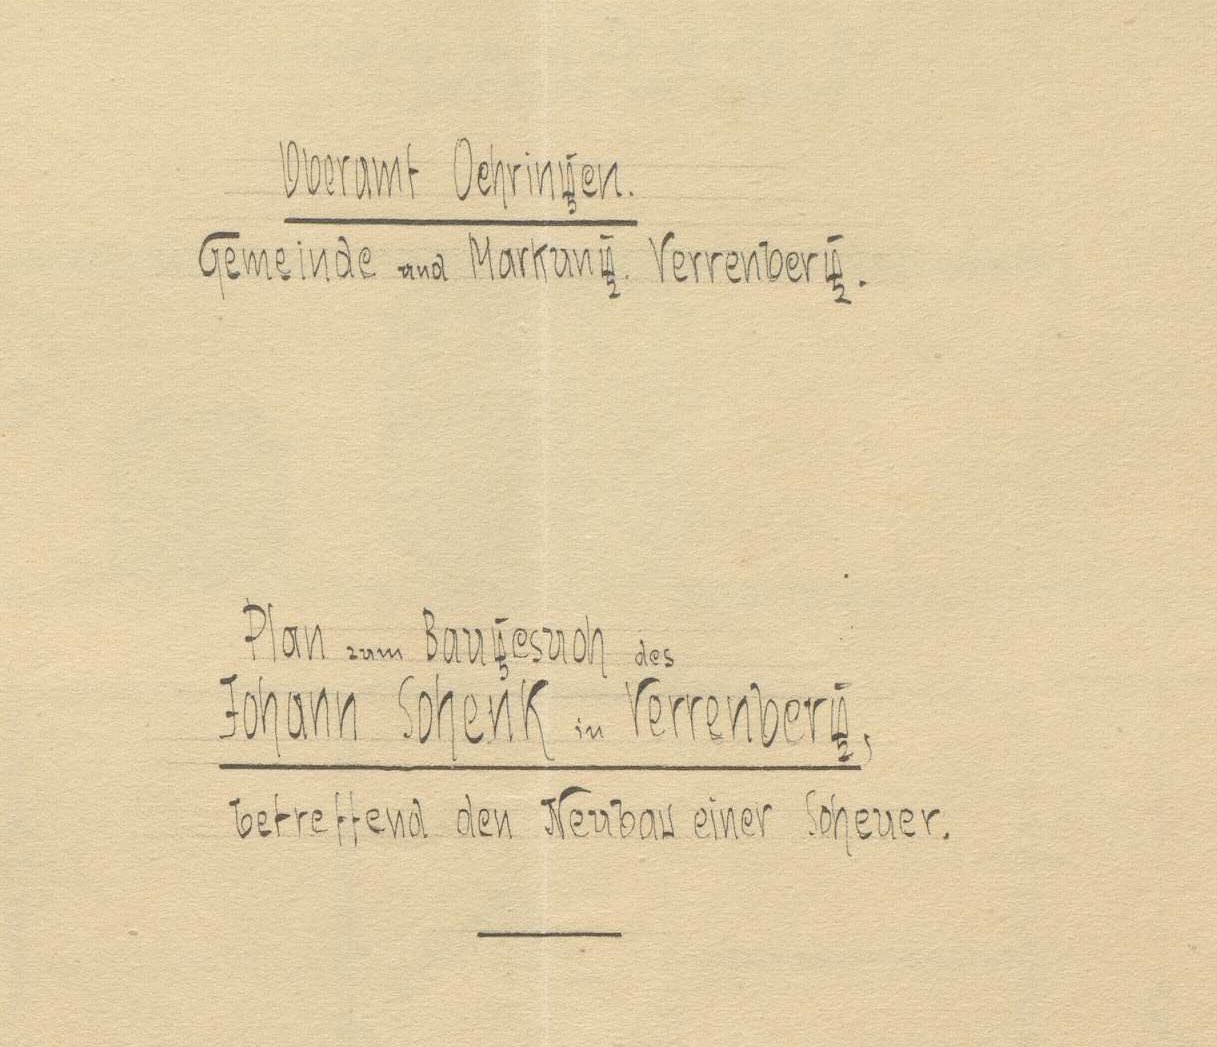 Oberamt Oehringen.
Gemeinde und Markung Verrenberg.
Plan zum Baugesuch des
Johann Schenk in Verrenberg,
betreffend den Neubau einer Scheuer.